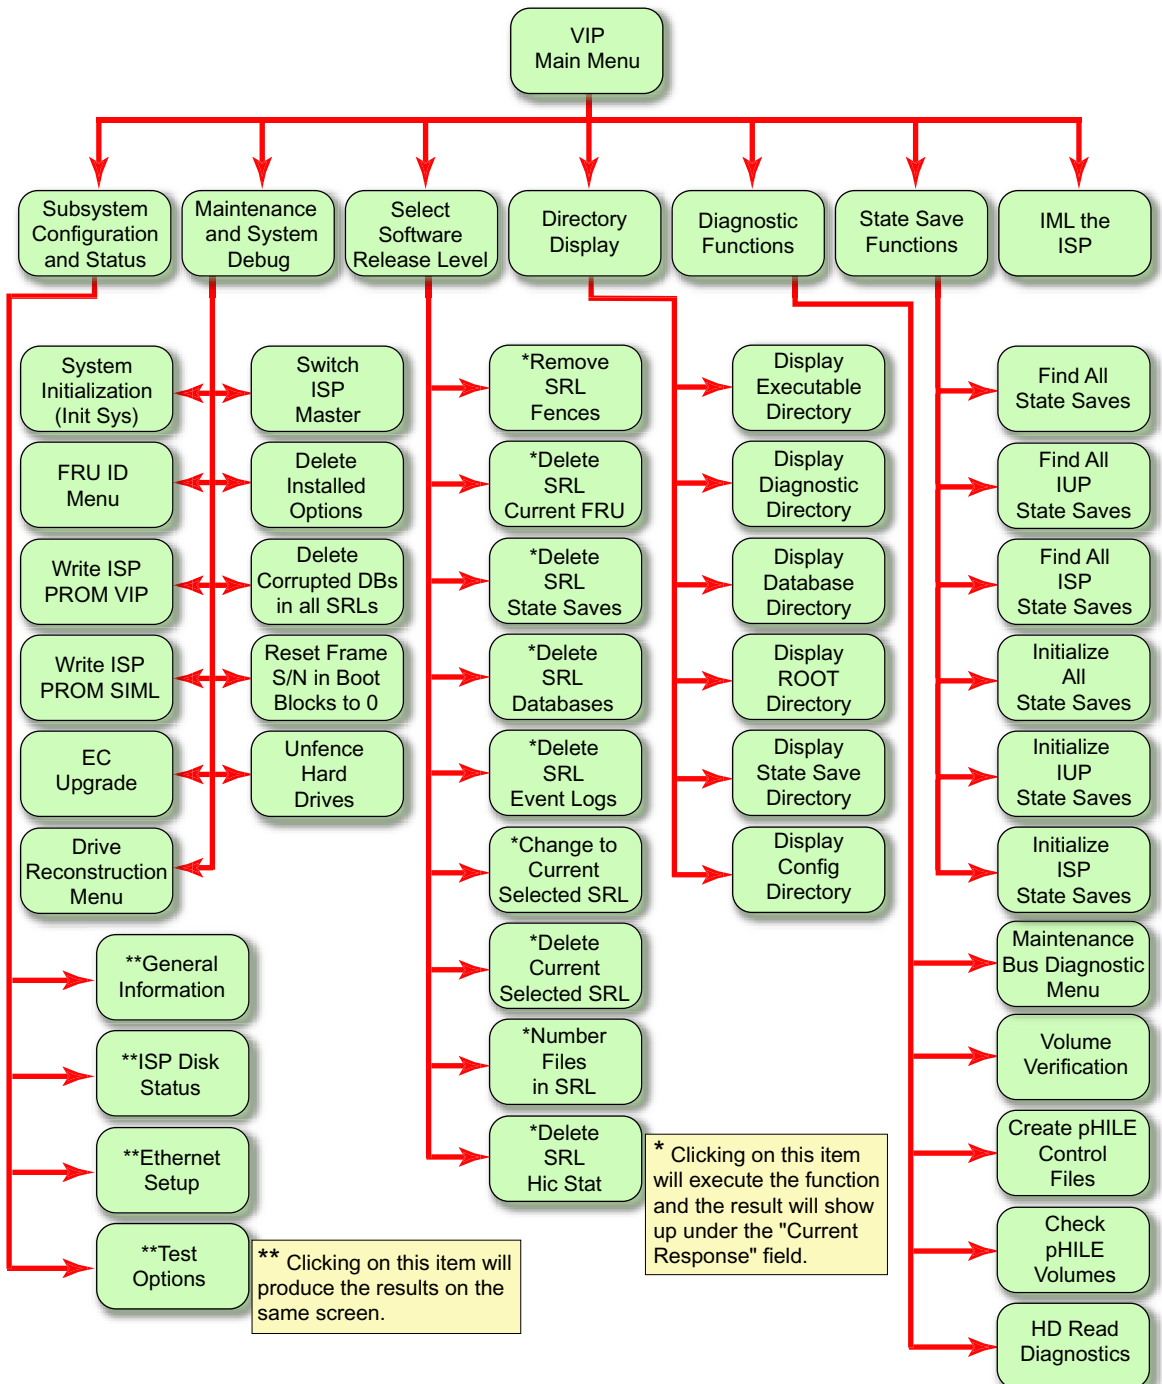 VIP
Main Menu
Subsystem
Configuration
and Status
Maintenance
and System
Debug
Select
Software
Release Level
Directory
Display
Diagnostic
Functions
State Save
Functions
IML the
ISP
System
Initialization
(Init Sys)
FRU ID
Menu
Write ISP
PROM VIP
Write ISP
PROM SIML
EC
Upgrade
Drive
Reconstruction
Menu
Switch
ISP
Master
Delete
Installed
Options
Delete
Corrupted DBs
in all SRLs
Reset Frame
S/N in Boot
Blocks to 0
Unfence
Hard
Drives
**General
Information
**ISP Disk
Status
**Ethernet
Setup
**Test
Options
** Clicking on this item will
produce the results on the
same screen.
*Remove
SRL
Fences
*Delete
SRL
Current FRU
*Delete
SRL
State Saves
*Delete
SRL
Databases
*Delete
SRL
Event Logs
*Change to
Current
Selected SRL
*Delete
Current
Selected SRL
*Number
Files
in SRL
*Delete
SRL
Hic Stat
* Clicking on this item
will execute the function
and the result will show
up under the "Current
Response" field.
Display
Executable
Directory
Display
Diagnostic
Directory
Display
Database
Directory
Display
ROOT
Directory
Display
State Save
Directory
Display
Config
Directory
Find All
State Saves
Find All
IUP
State Saves
Find All
ISP
State Saves
Initialize
All
State Saves
Initialize
IUP
State Saves
Initialize
ISP
State Saves
Maintenance
Bus Diagnostic
Menu
Volume
Verification
Create pHILE
Control
Files
Check
pHILE
Volumes
HD Read
Diagnostics